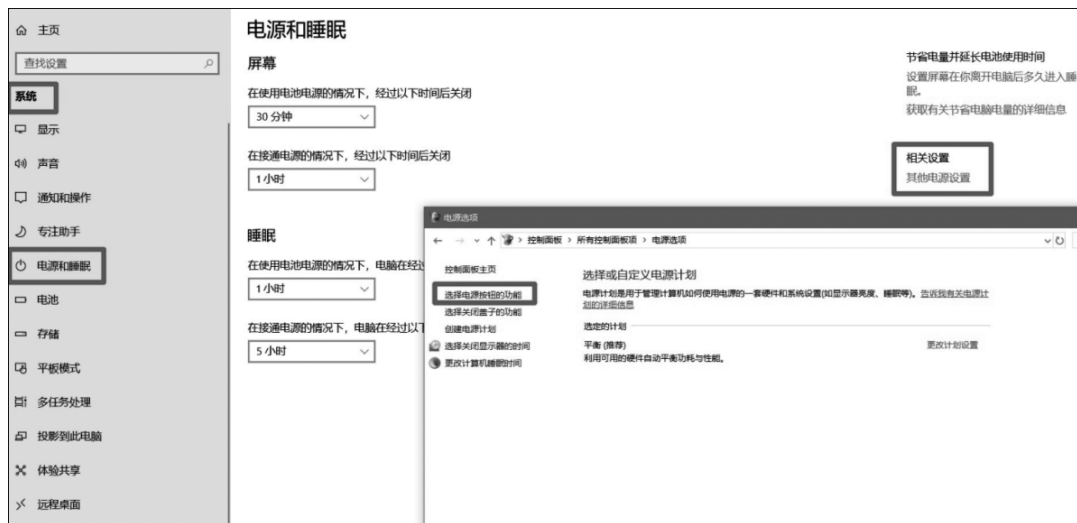 主页
查找设置
系统
显示
声音
通知和操作
专注助手
电源和睡眠
电池
存储
平板模式
多任务处理
投影到此电脑
体验共享
远程桌面
电源和睡眠
屏幕
在使用电池电源的情况下，经过以下时间后关闭
30 分钟
在接通电源的情况下，经过以下时间后关闭
1 小时
睡眠
在使用电池电源的情况下，电脑在经过
1 小时
在接通电源的情况下，电脑在经过以下
5 小时
节省电量并延长电池使用时间
设置屏幕在你离开电脑后多久进入睡
眠。
获取有关节省电脑电量的详细信息
相关设置
其他电源设置
电源选项
控制面板 > 所有控制面板项 > 电源选项
控制面板主页
选择电源按钮的功能
选择关闭盖子的功能
创建电源计划
选择关闭显示器的时间
更改计算机睡眠时间
选择或自定义电源计划
电源计划是用于管理计算机如何使用电源的一套硬件和系统设置(如显示器亮度、睡眠等)。告诉我有关电源计
划的详细信息
选定的计划
平衡 (推荐)
更改计划设置
利用可用的硬件自动平衡功耗与性能。